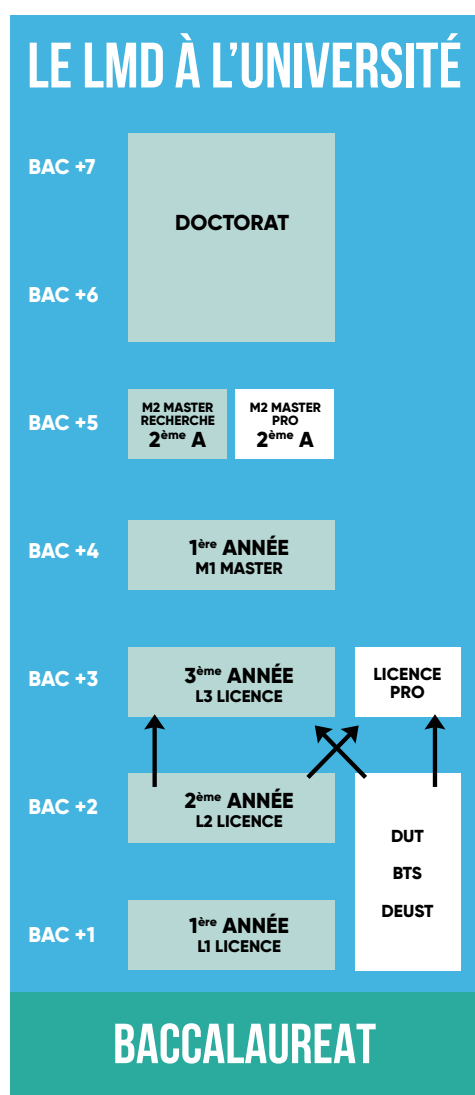 LE LMD À L'UNIVERSITÉ
BAC +7
DOCTORAT
BAC +6
BAC +5
M2 MASTER
RECHERCHE
2ème A
M2 MASTER
PRO
2ème A
BAC +4
1ère ANNÉE
M1 MASTER
BAC +3
3ème ANNÉE
L3 LICENCE
LICENCE
PRO
BAC +2
2ème ANNÉE
L2 LICENCE
DUT
BTS
DEUST
BAC +1
1ère ANNÉE
L1 LICENCE
BACCALAUREAT